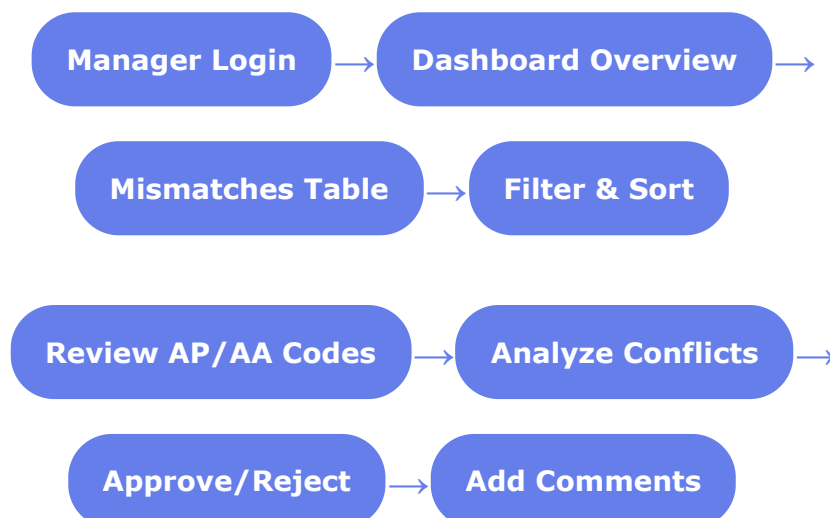 Manager Login → Dashboard Overview →
Mismatches Table → Filter & Sort
Review AP/AA Codes → Analyze Conflicts →
Approve/Reject → Add Comments